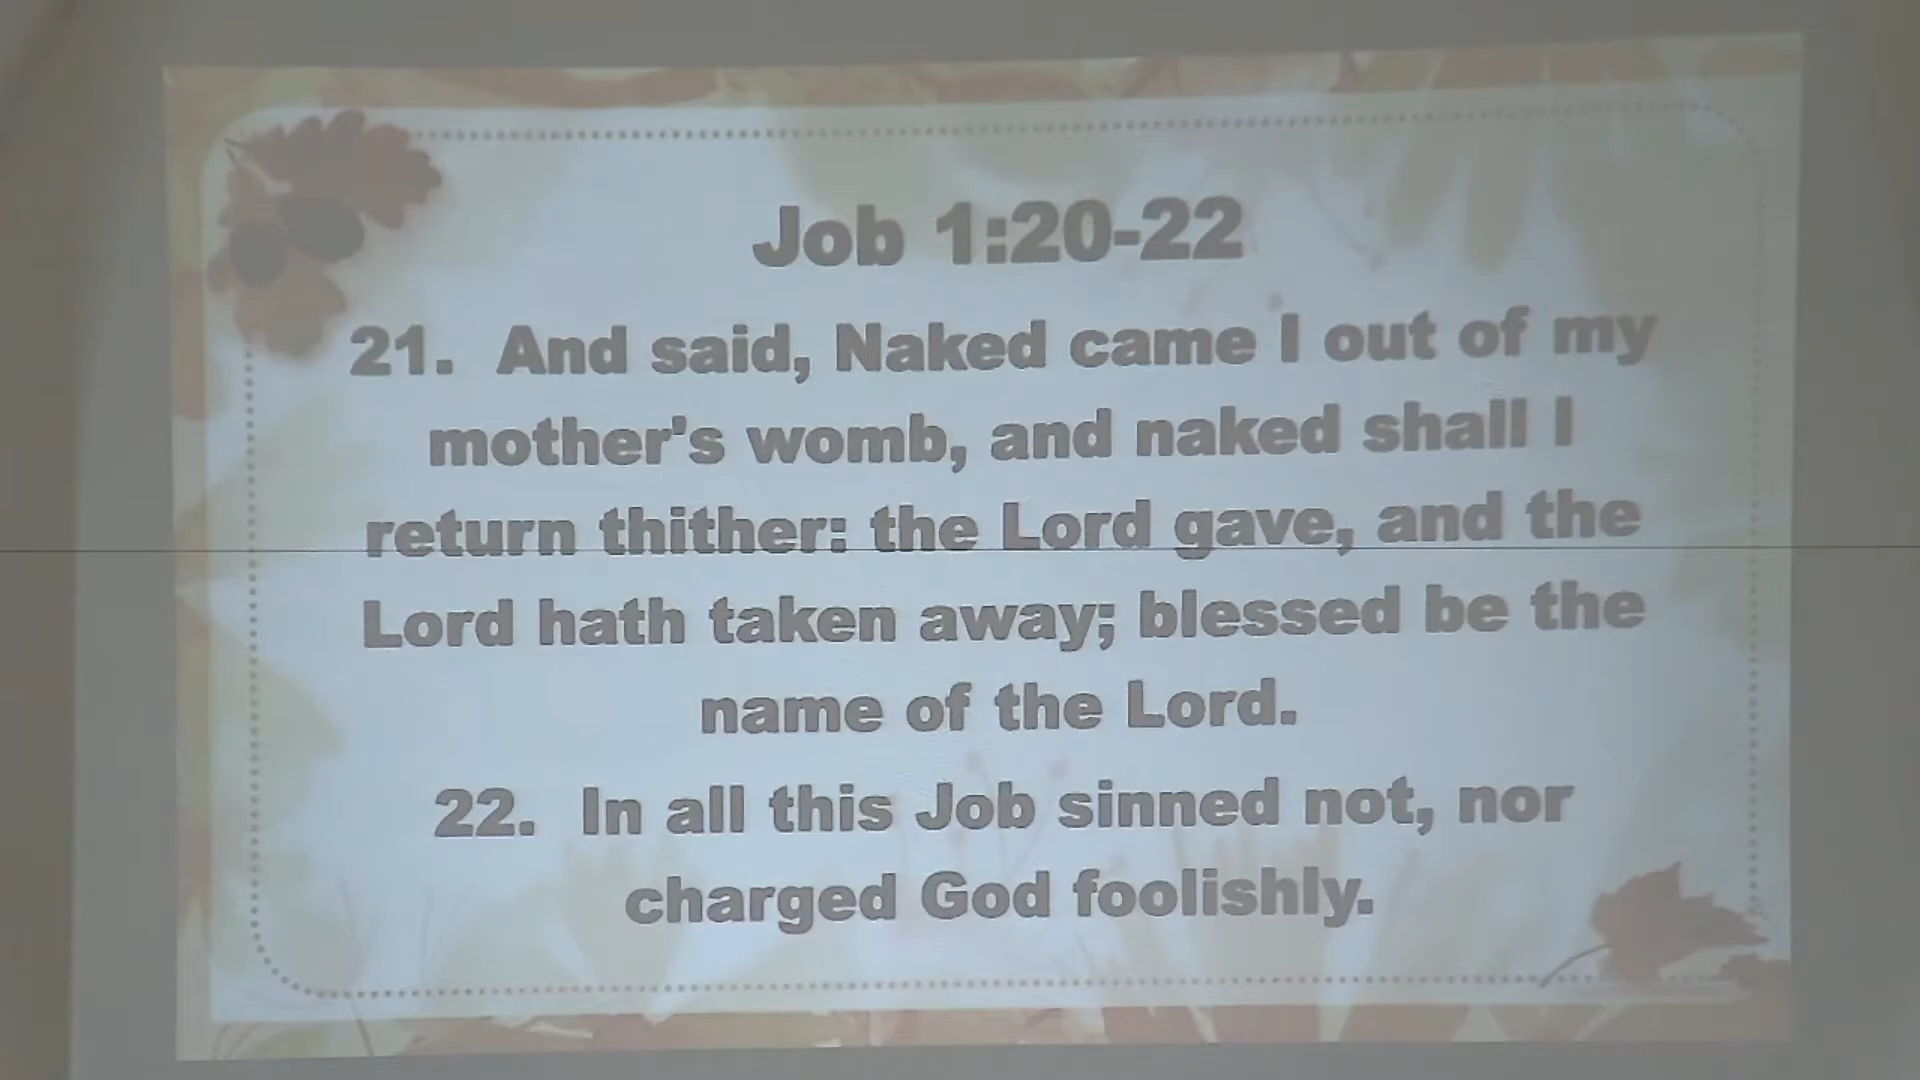 Job 1:20-22
21. And said, Naked came I out of my
mother's womb, and naked shall I
return thither: the Lord gave, and the
Lord hath taken away; blessed be the
name of the Lord.
22. In all this Job sinned not, nor
charged God foolishly.